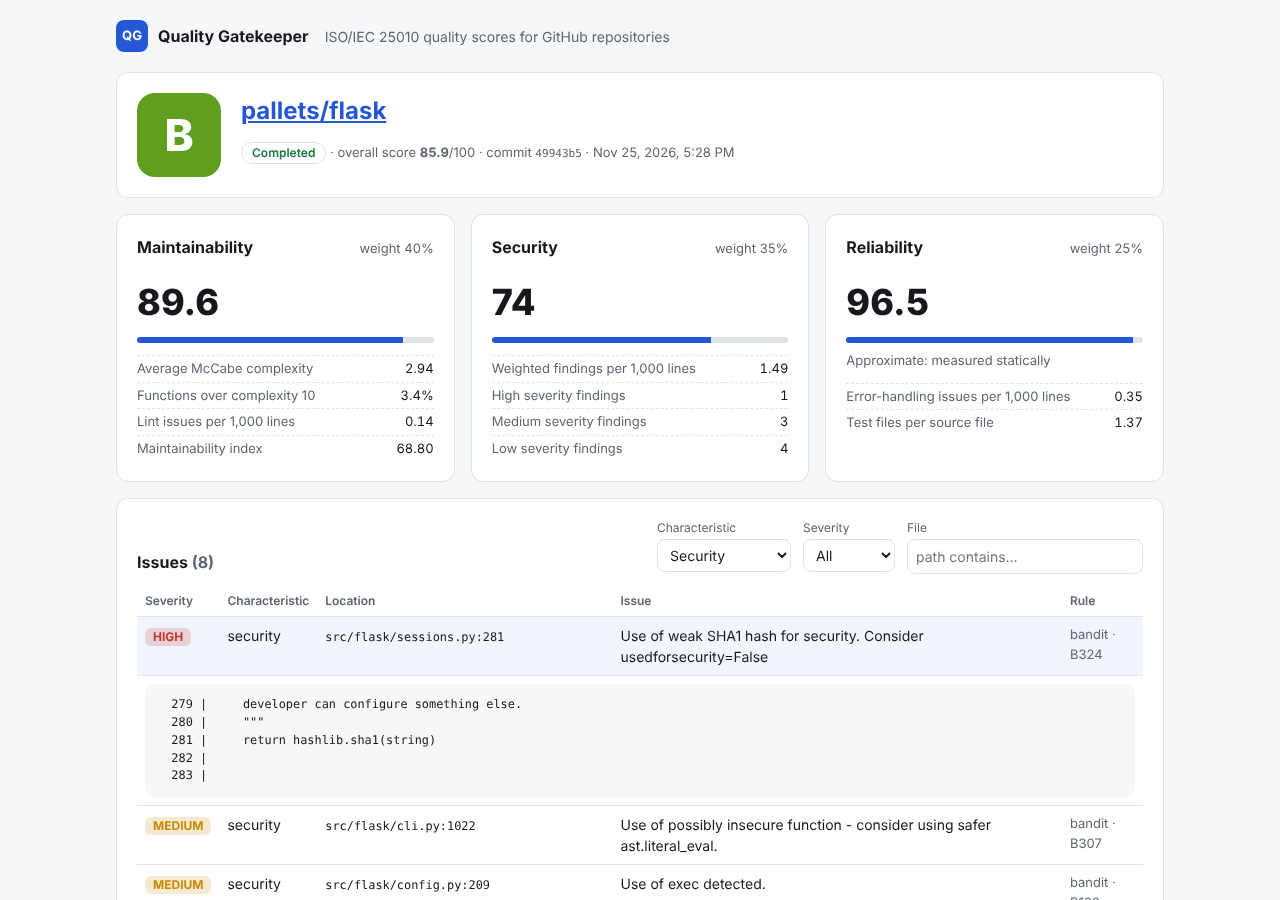 QG Quality Gatekeeper ISO/IEC 25010 quality scores for GitHub repositories
B
pallets/flask
Completed · overall score 85.9/100 · commit 49943b5 · Nov 25, 2026, 5:28 PM
Maintainability weight 40%
89.6
Average McCabe complexity 2.94
Functions over complexity 10 3.4%
Lint issues per 1,000 lines 0.14
Maintainability index 68.80
Security weight 35%
74
Weighted findings per 1,000 lines 1.49
High severity findings 1
Medium severity findings 3
Low severity findings 4
Reliability weight 25%
96.5
Approximate: measured statically
Error-handling issues per 1,000 lines 0.35
Test files per source file 1.37
Issues (8)
Characteristic Severity File
Security All path contains...
Severity Characteristic Location Issue Rule
HIGH security src/flask/sessions.py:281 Use of weak SHA1 hash for security. Consider bandit ·
usedforsecurity=False B324
279 | developer can configure something else.
280 | """
281 | return hashlib.sha1(string)
282 |
283 |
MEDIUM security src/flask/cli.py:1022 Use of possibly insecure function - consider using safer bandit ·
ast.literal_eval. B307
MEDIUM security src/flask/config.py:209 Use of exec detected. bandit ·